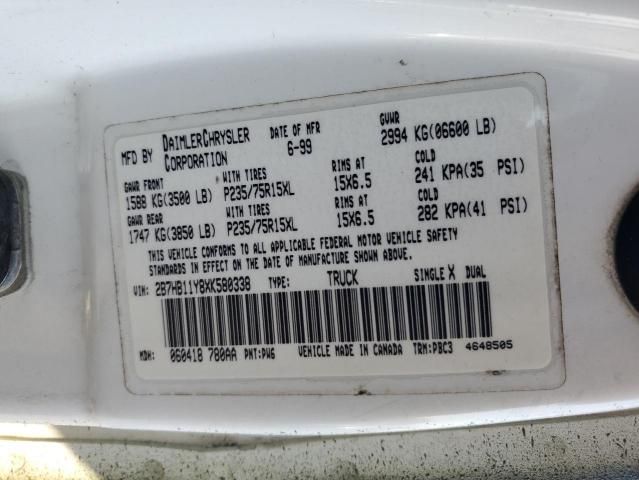 MFD BY DAIMLERCHRYSLER CORPORATION DATE OF MFR 6-99 GVWR 2994 KG(06600 LB)
GAWR FRONT WITH TIRES RIMS AT COLD
1588 KG(3500 LB) P235/75R15XL 15X6.5 241 KPA(35 PSI)
GAWR REAR WITH TIRES RIMS AT COLD
1747 KG(3850 LB) P235/75R15XL 15X6.5 282 KPA(41 PSI)
THIS VEHICLE CONFORMS TO ALL APPLICABLE FEDERAL MOTOR VEHICLE SAFETY
STANDARDS IN EFFECT ON THE DATE OF MANUFACTURE SHOWN ABOVE.
VIN: 2B7HB11Y8XK580338 TYPE: TRUCK SINGLE X DUAL
MDH: 060418 780AA PNT:PW6 VEHICLE MADE IN CANADA TRM:PBC3 4648505